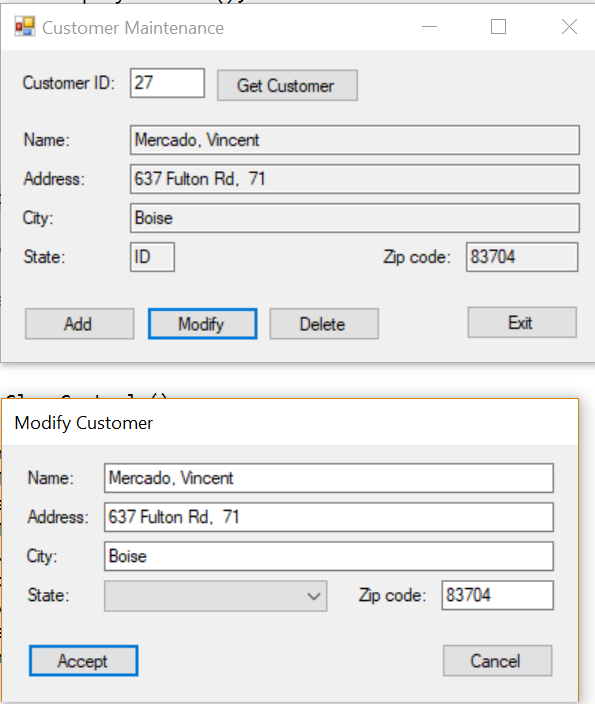 Customer Maintenance
Customer ID: 27 Get Customer
Name: Mercado, Vincent
Address: 637 Fulton Rd,  71
City: Boise
State: ID Zip code: 83704
Add Modify Delete Exit
Modify Customer
Name: Mercado, Vincent
Address: 637 Fulton Rd,  71
City: Boise
State: Zip code: 83704
Accept Cancel